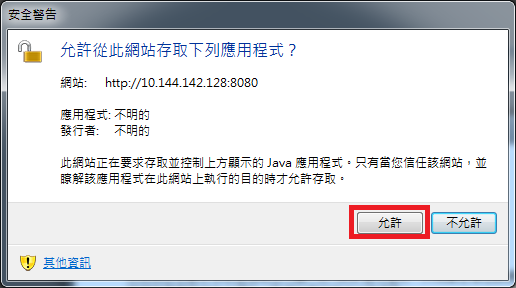 安全警告
允許從此網站存取下列應用程式？
網站: http://10.144.142.128:8080
應用程式: 不明的
發行者: 不明的
此網站正在要求存取並控制上方顯示的 Java 應用程式。只有當您信任該網站，並
瞭解該應用程式在此網站上執行的目的時才允許存取。
允許
不允許
其他資訊